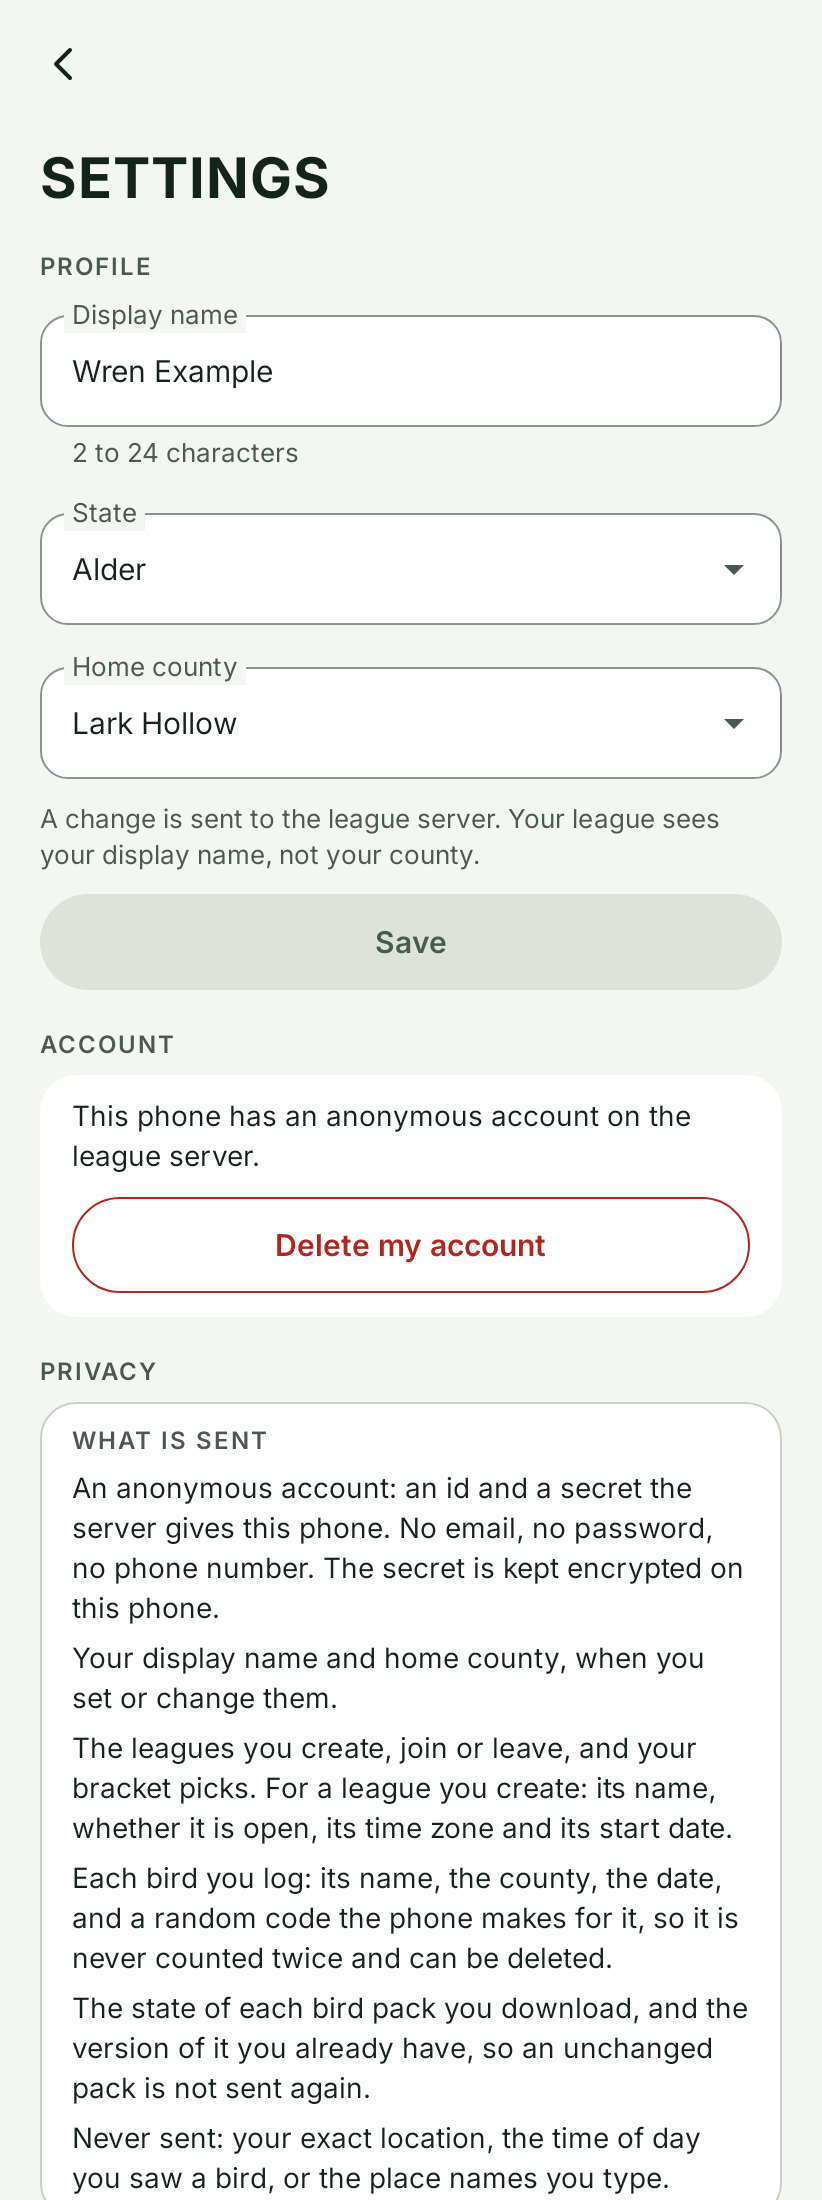 SETTINGS
PROFILE
Display name
Wren Example
2 to 24 characters
State
Alder
Home county
Lark Hollow
A change is sent to the league server. Your league sees
your display name, not your county.
Save
ACCOUNT
This phone has an anonymous account on the
league server.
Delete my account
PRIVACY
WHAT IS SENT
An anonymous account: an id and a secret the
server gives this phone. No email, no password,
no phone number. The secret is kept encrypted on
this phone.
Your display name and home county, when you
set or change them.
The leagues you create, join or leave, and your
bracket picks. For a league you create: its name,
whether it is open, its time zone and its start date.
Each bird you log: its name, the county, the date,
and a random code the phone makes for it, so it is
never counted twice and can be deleted.
The state of each bird pack you download, and the
version of it you already have, so an unchanged
pack is not sent again.
Never sent: your exact location, the time of day
you saw a bird, or the place names you type.